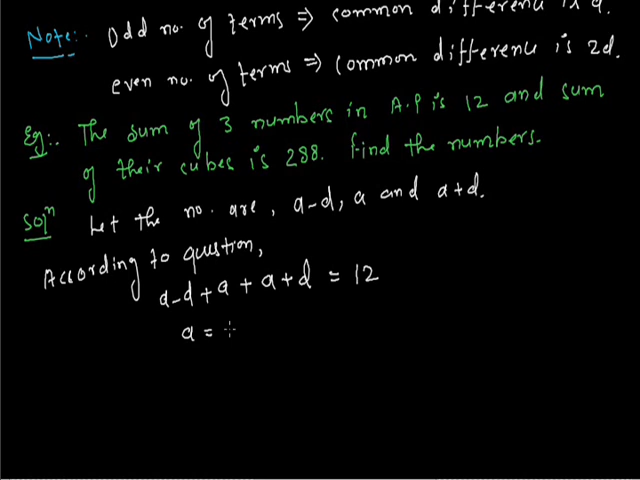 Note:- Odd no. of terms ⇒ common difference is d.
even no. of terms ⇒ common difference is 2d.
Eg:- The sum of 3 numbers in A.P is 12 and sum
of their cubes is 288. Find the numbers.
Solⁿ Let the no. are, a-d, a and a+d.
According to question,
a-d + a + a+d = 12
a =